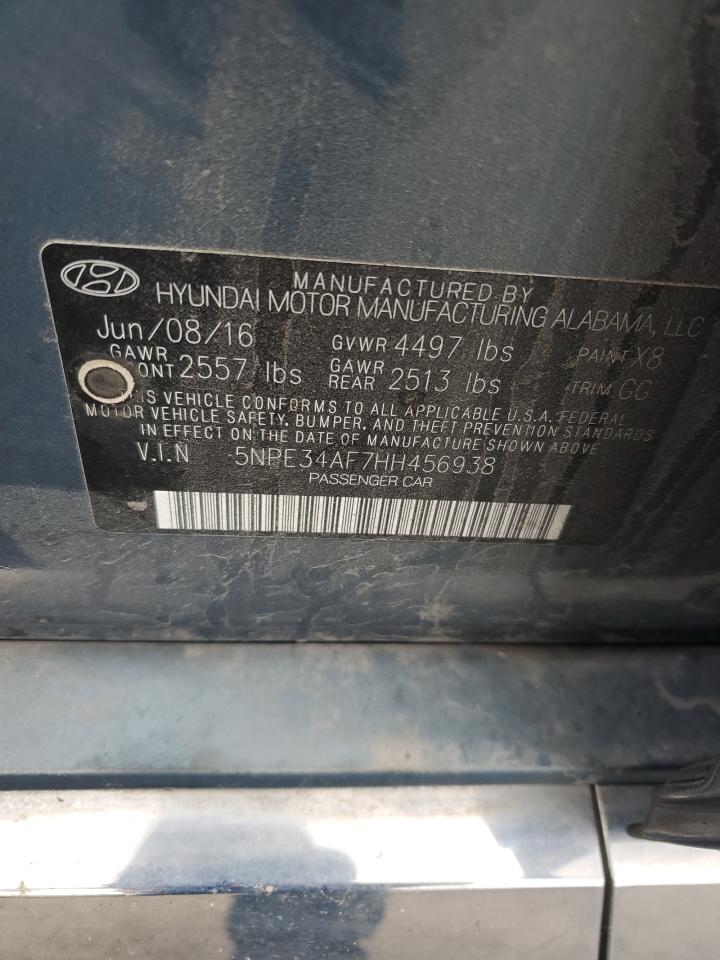 MANUFACTURED BY
HYUNDAI MOTOR MANUFACTURING ALABAMA, LLC
Jun/08/16 GVWR 4497 lbs PAINT X8
GAWR 2557 lbs GAWR REAR 2513 lbs TRIM GG
VEHICLE CONFORMS TO ALL APPLICABLE U.S.A. FEDERAL
MOTOR VEHICLE SAFETY, BUMPER, AND THEFT PREVENTION STANDARDS
IN EFFECT ON THE DATE OF MANUFACTURE SHOWN ABOVE
V.I.N 5NPE34AF7HH456938
PASSENGER CAR